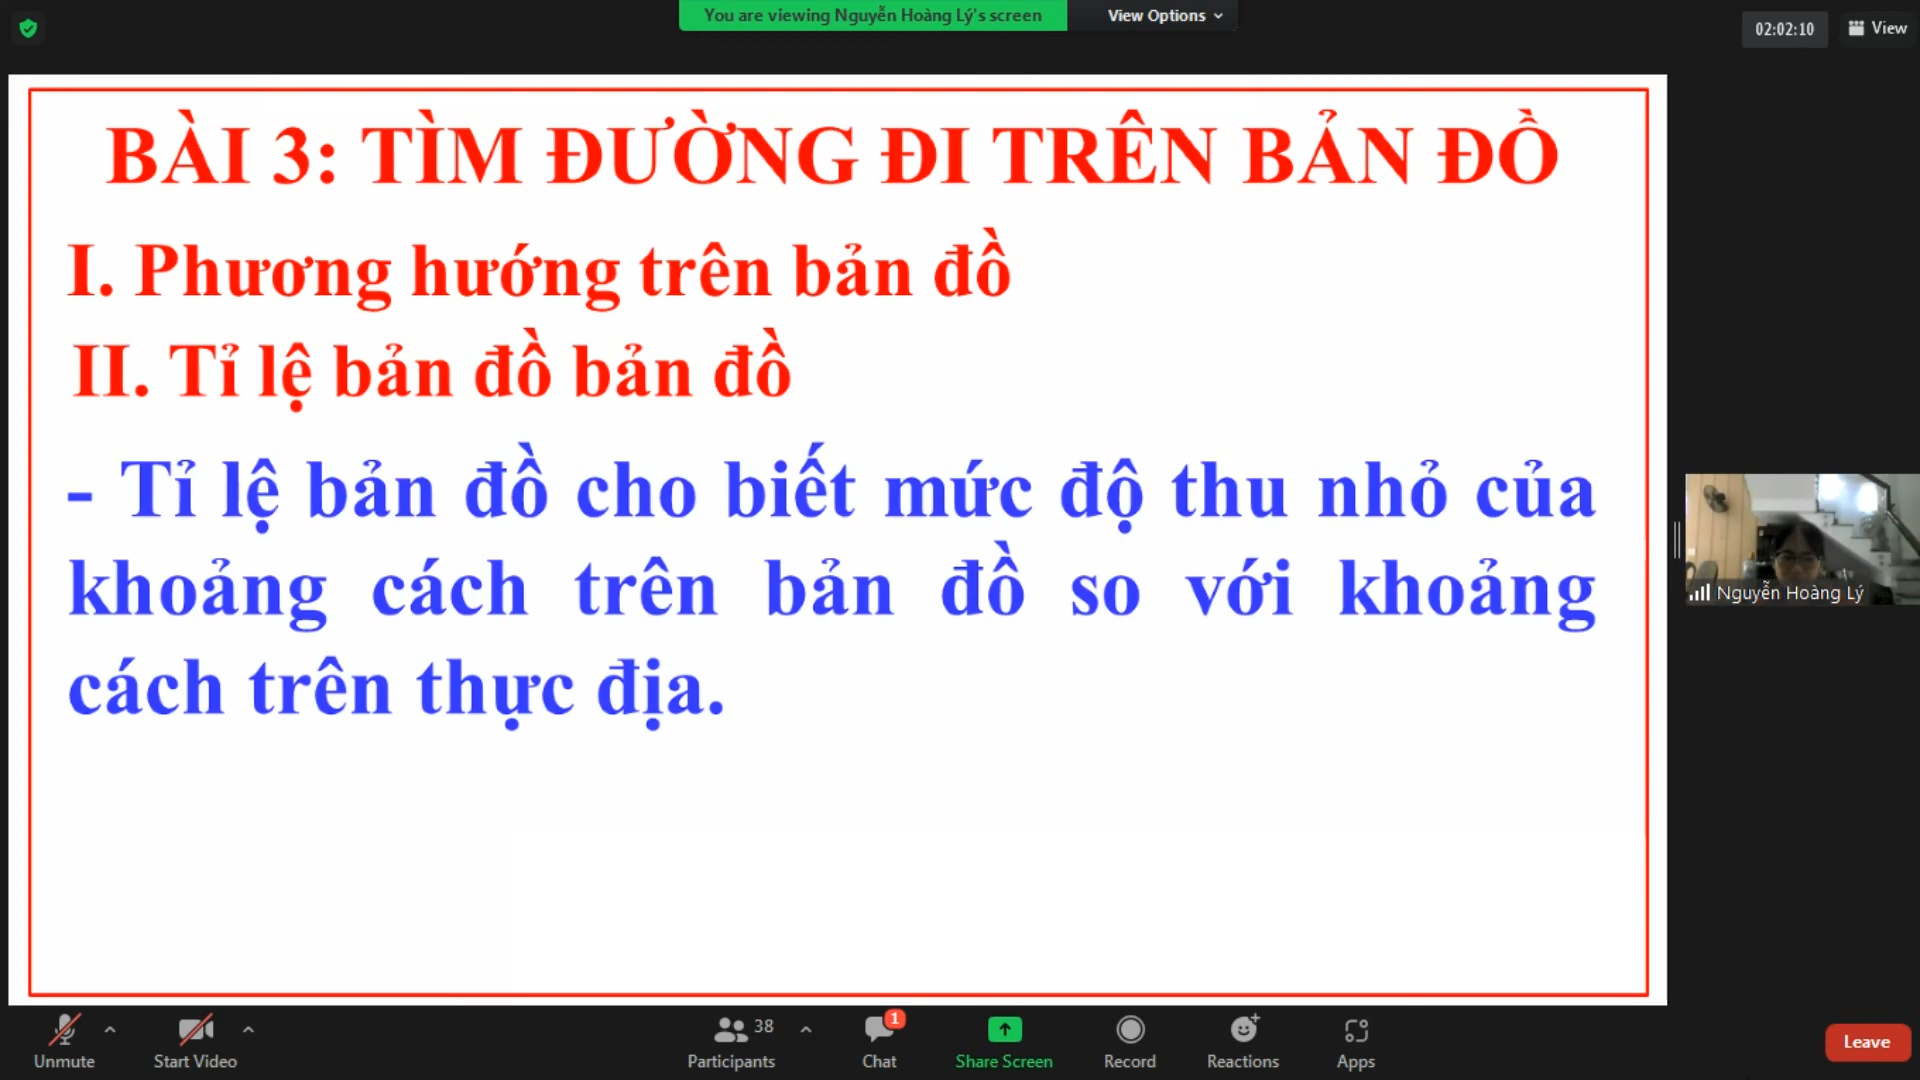 You are viewing Nguyễn Hoàng Lý's screen
View Options
02:02:10
View
BÀI 3: TÌM ĐƯỜNG ĐI TRÊN BẢN ĐỒ
I. Phương hướng trên bản đồ
II. Tỉ lệ bản đồ bản đồ
- Tỉ lệ bản đồ cho biết mức độ thu nhỏ của
khoảng cách trên bản đồ so với khoảng
cách trên thực địa.
Nguyễn Hoàng Lý
Unmute
Start Video
38
Participants
1
Chat
Share Screen
Record
Reactions
Apps
Leave